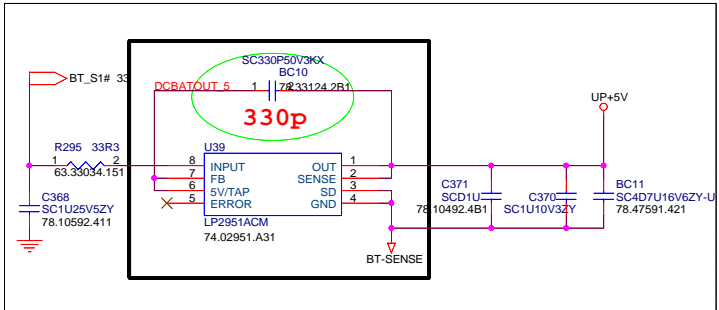 SC330P50V3KX
BC10
BT_S1# 33
DCBATOUT_5
1 2
78.33124.2B1
330p
UP+5V
R295 33R3
1 2
63.33034.151
U39
8 INPUT OUT 1
7 FB SENSE 2
6 5V/TAP SD 3
5 ERROR GND 4
LP2951ACM
74.02951.A31
C368
SC1U25V5ZY
78.10592.411
C371
SCD1U
78.10492.4B1
C370
SC1U10V3ZY
BC11
SC4D7U16V6ZY-U
78.47591.421
BT-SENSE